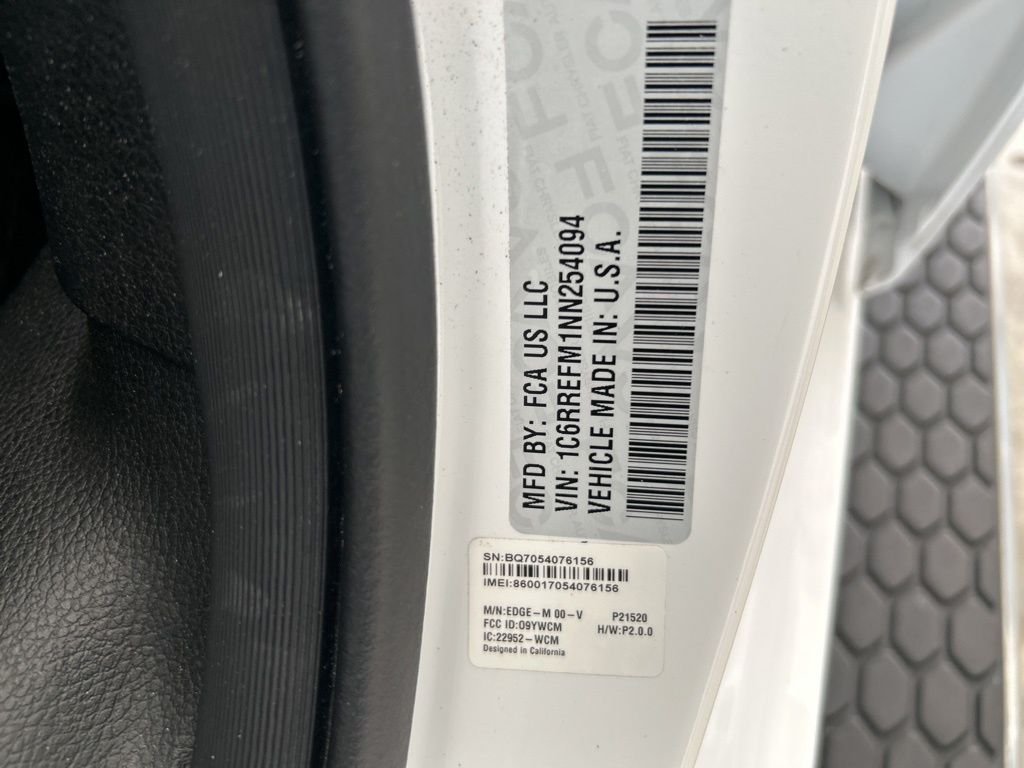 MFD BY: FCA US LLC
VIN: 1C6RREFM1NN254094
VEHICLE MADE IN: U.S.A.
SN:BQ7054076156
IMEI:860017054076156
M/N:EDGE-M 00-V P21520
FCC ID:O9YWCM H/W:P2.0.0
IC:22952-WCM
Designed in California